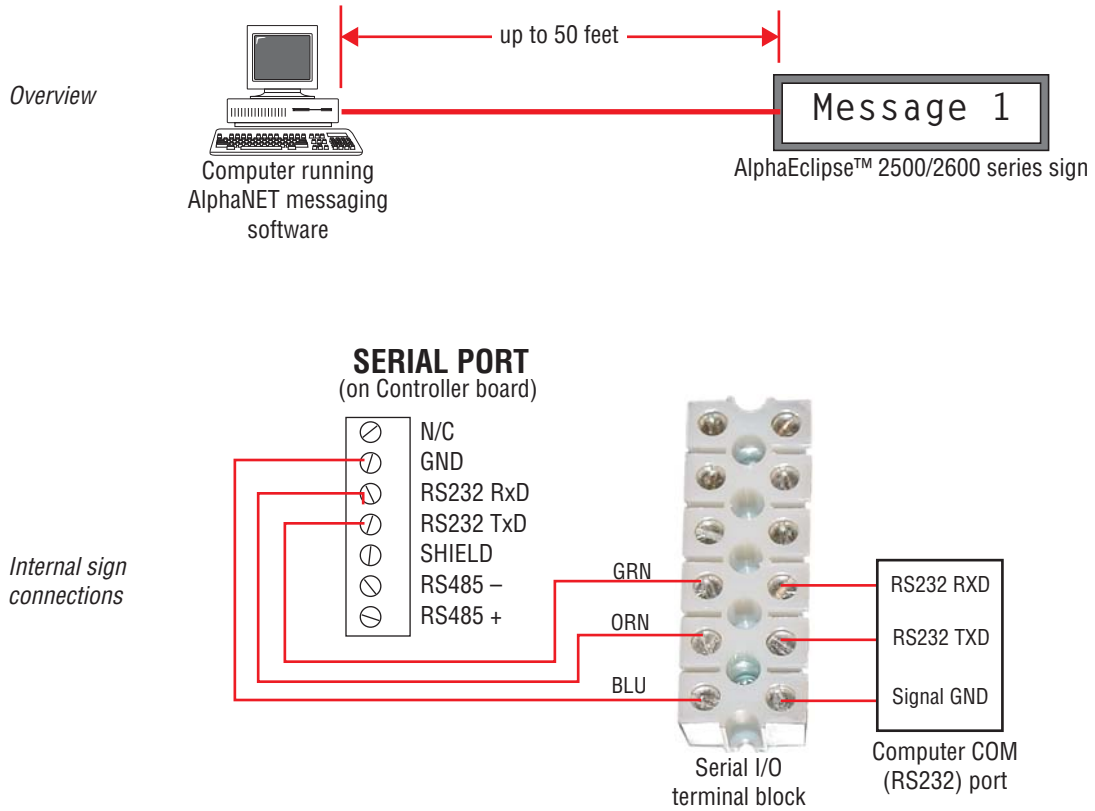 Overview
up to 50 feet
Message 1
Computer running
AlphaNET messaging
software
AlphaEclipse™ 2500/2600 series sign
Internal sign
connections
SERIAL PORT
(on Controller board)
N/C
GND
RS232 RxD
RS232 TxD
SHIELD
RS485 –
RS485 +
GRN
ORN
BLU
Serial I/O
terminal block
RS232 RXD
RS232 TXD
Signal GND
Computer COM
(RS232) port